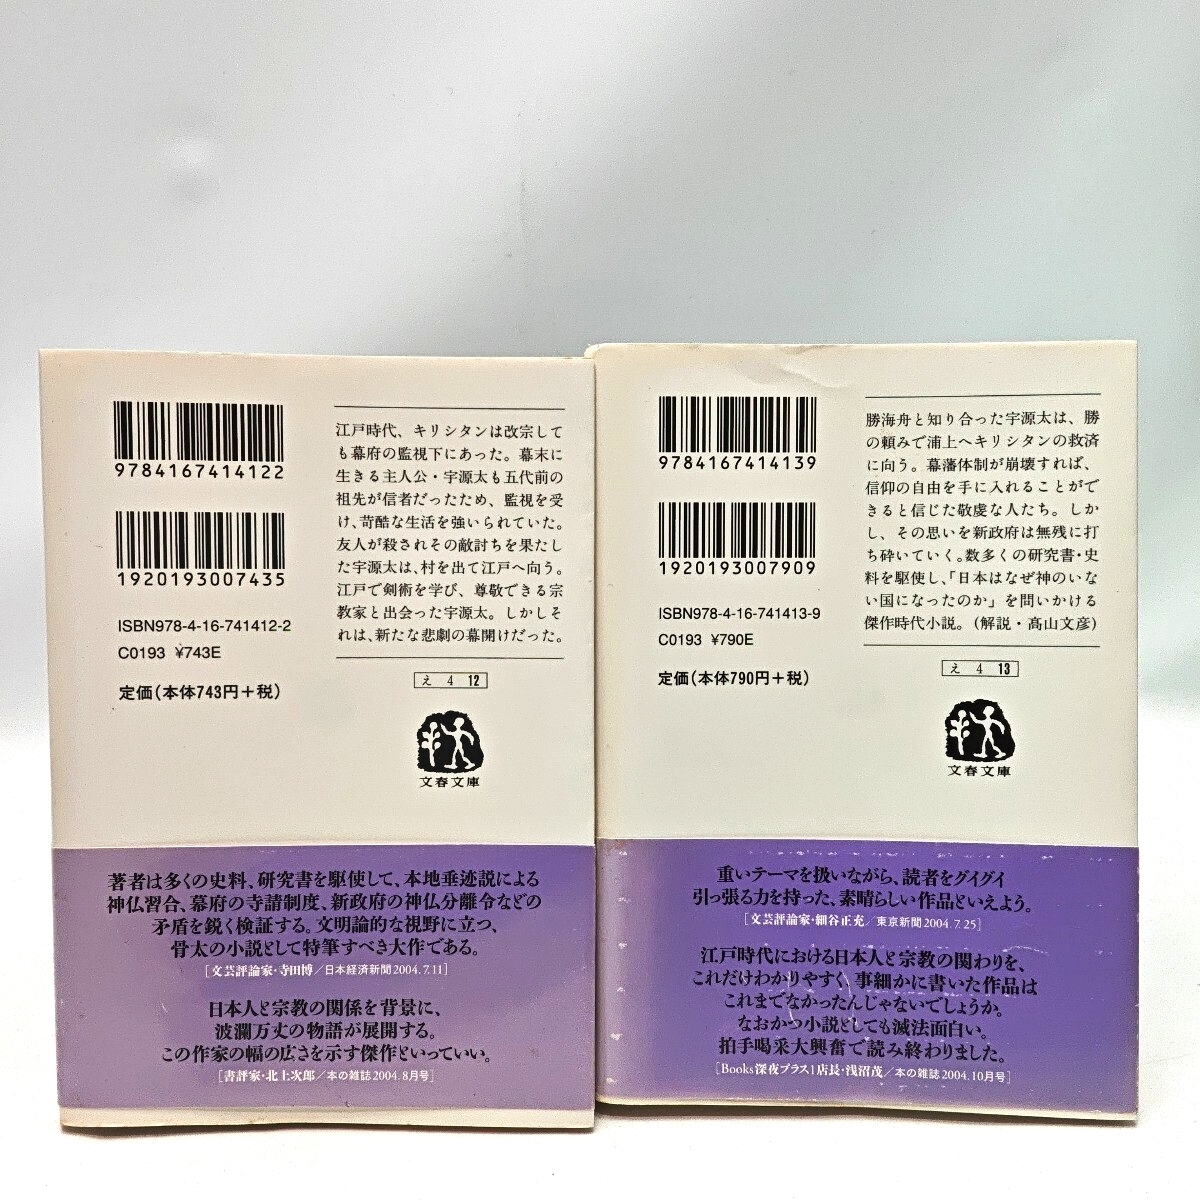 9784167414122
1920193007435
ISBN978-4-16-741412-2
C0193 ¥743E
定価(本体743円+税)
江戸時代、キリシタンは改宗して
も幕府の監視下にあった。幕末に
生きる主人公・宇源太も五代前の
祖先が信者だったため、監視を受
け、苛酷な生活を強いられていた。
友人が殺されその敵討ちを果たし
た宇源太は、村を出て江戸へ向う。
江戸で剣術を学び、尊敬できる宗
教家と出会った宇源太。しかしそ
れは、新たな悲劇の幕開けだった。
え 4 12
文春文庫
著者は多くの史料、研究書を駆使して、本地垂迹説による
神仏習合、幕府の寺請制度、新政府の神仏分離令などの
矛盾を鋭く検証する。文明論的な視野に立つ、
骨太の小説として特筆すべき大作である。
[文芸評論家・寺田博/日本経済新聞2004.7.11]
日本人と宗教の関係を背景に、
波瀾万丈の物語が展開する。
この作家の幅の広さを示す傑作といっていい。
[書評家・北上次郎/本の雑誌2004.8月号]
9784167414139
1920193007909
ISBN978-4-16-741413-9
C0193 ¥790E
定価(本体790円+税)
勝海舟と知り合った宇源太は、勝
の頼みで浦上へキリシタンの救済
に向う。幕藩体制が崩壊すれば、
信仰の自由を手に入れることがで
きると信じた敬虔な人たち。しか
し、その思いを新政府は無残に打
ち砕いていく。数多くの研究書・史
料を駆使し、「日本はなぜ神のいな
い国になったのか」を問いかける
傑作時代小説。(解説・髙山文彦)
え 4 13
文春文庫
重いテーマを扱いながら、読者をグイグイ
引っ張る力を持った、素晴らしい作品といえよう。
[文芸評論家・細谷正充/東京新聞2004.7.25]
江戸時代における日本人と宗教の関わりを、
これだけわかりやすく、事細かに書いた作品は
これまでなかったんじゃないでしょうか。
なおかつ小説としても滅法面白い。
拍手喝采大興奮で読み終わりました。
[Books深夜プラス1店長・浅沼茂/本の雑誌2004.10月号]